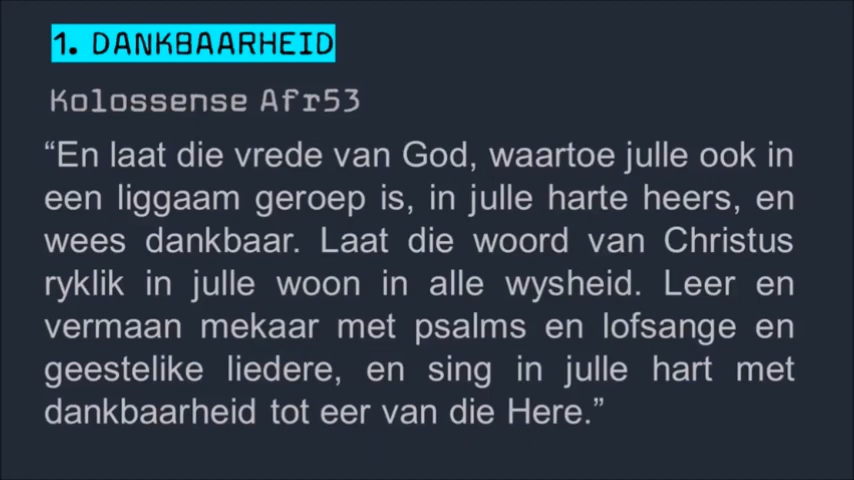 1. DANKBAARHEID
Kolossense Afr53
“En laat die vrede van God, waartoe julle ook in
een liggaam geroep is, in julle harte heers, en
wees dankbaar. Laat die woord van Christus
ryklik in julle woon in alle wysheid. Leer en
vermaan mekaar met psalms en lofsange en
geestelike liedere, en sing in julle hart met
dankbaarheid tot eer van die Here.”